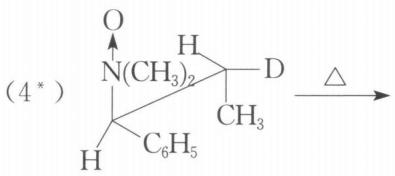 O
H
(4*) N(CH₃)₂ D △
CH₃
C₆H₅
H